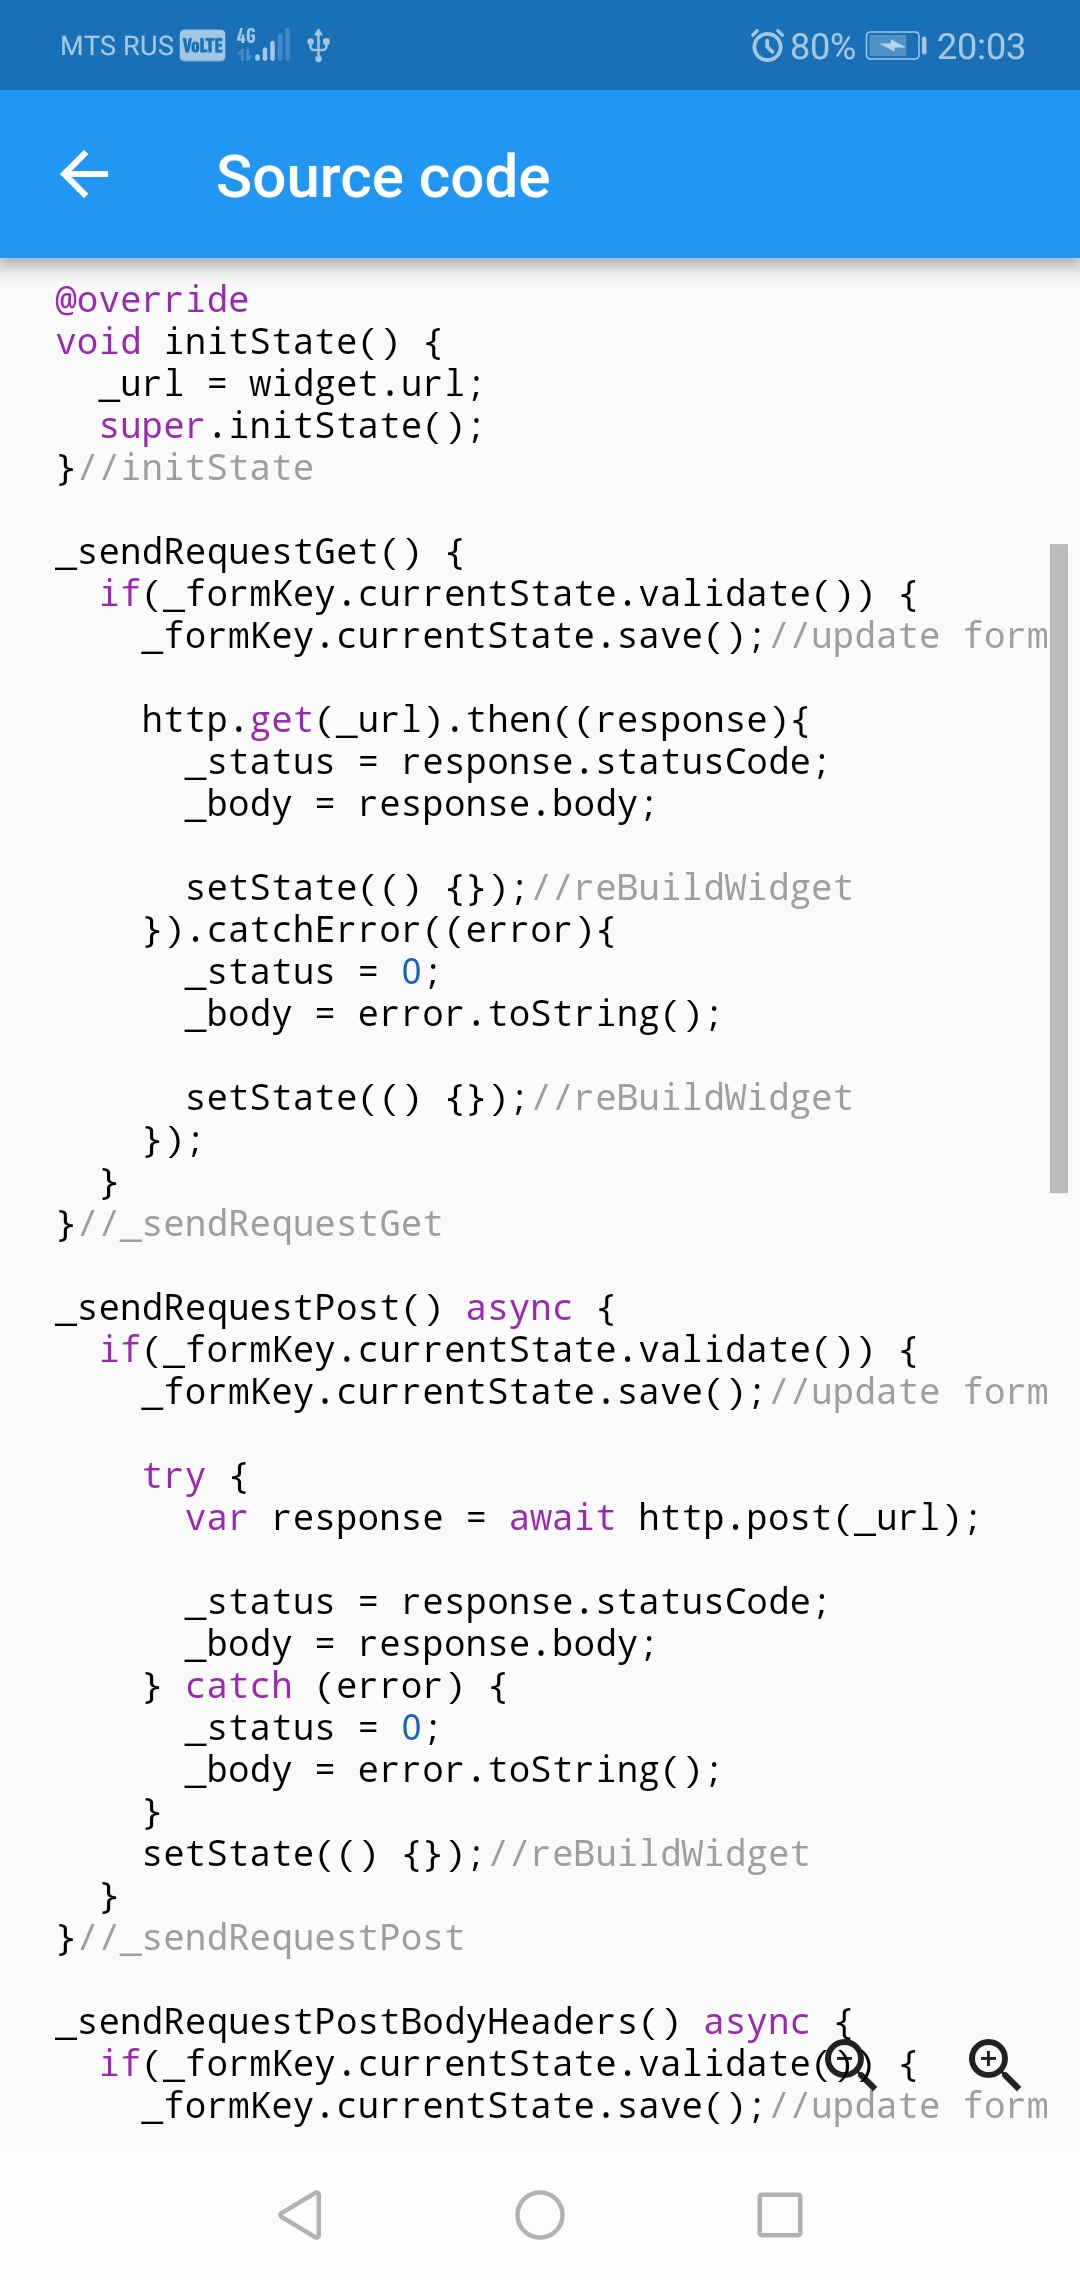 MTS RUS VoLTE 4G 80% 20:03
Source code
@override
void initState() {
  _url = widget.url;
  super.initState();
}//initState

_sendRequestGet() {
  if(_formKey.currentState.validate()) {
    _formKey.currentState.save();//update form

    http.get(_url).then((response){
      _status = response.statusCode;
      _body = response.body;

      setState(() {});//reBuildWidget
    }).catchError((error){
      _status = 0;
      _body = error.toString();

      setState(() {});//reBuildWidget
    });
  }
}//_sendRequestGet

_sendRequestPost() async {
  if(_formKey.currentState.validate()) {
    _formKey.currentState.save();//update form

    try {
      var response = await http.post(_url);

      _status = response.statusCode;
      _body = response.body;
    } catch (error) {
      _status = 0;
      _body = error.toString();
    }
    setState(() {});//reBuildWidget
  }
}//_sendRequestPost

_sendRequestPostBodyHeaders() async {
  if(_formKey.currentState.validate()) {
    _formKey.currentState.save();//update form